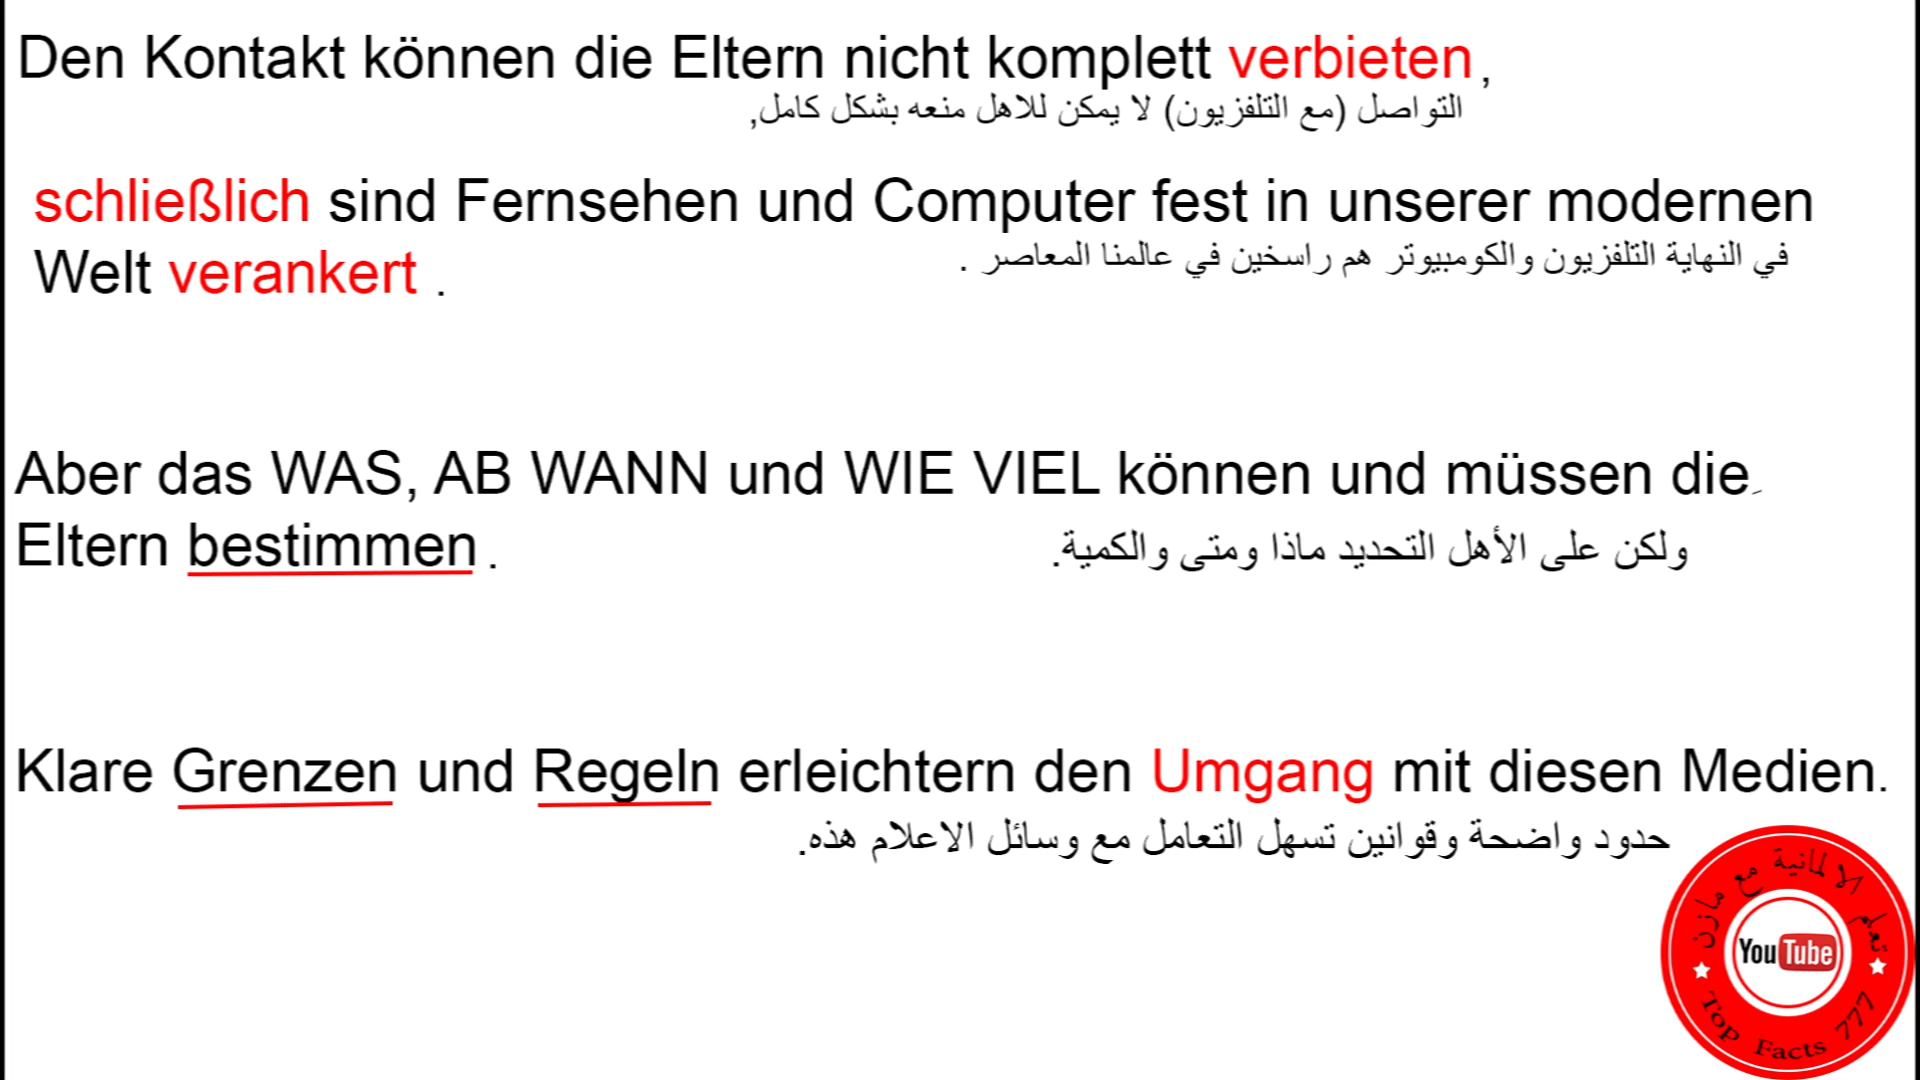 Den Kontakt können die Eltern nicht komplett verbieten,
التواصل (مع التلفزيون) لا يمكن للاهل منعه بشكل كامل,
schließlich sind Fernsehen und Computer fest in unserer modernen
Welt verankert .
في النهاية التلفزيون والكومبيوتر هم راسخين في عالمنا المعاصر .
Aber das WAS, AB WANN und WIE VIEL können und müssen die
Eltern bestimmen .
ولكن على الأهل التحديد ماذا ومتى والكمية.
Klare Grenzen und Regeln erleichtern den Umgang mit diesen Medien.
حدود واضحة وقوانين تسهل التعامل مع وسائل الاعلام هذه.
تعلم الالمانية مع مازن
YouTube
Top Facts 777